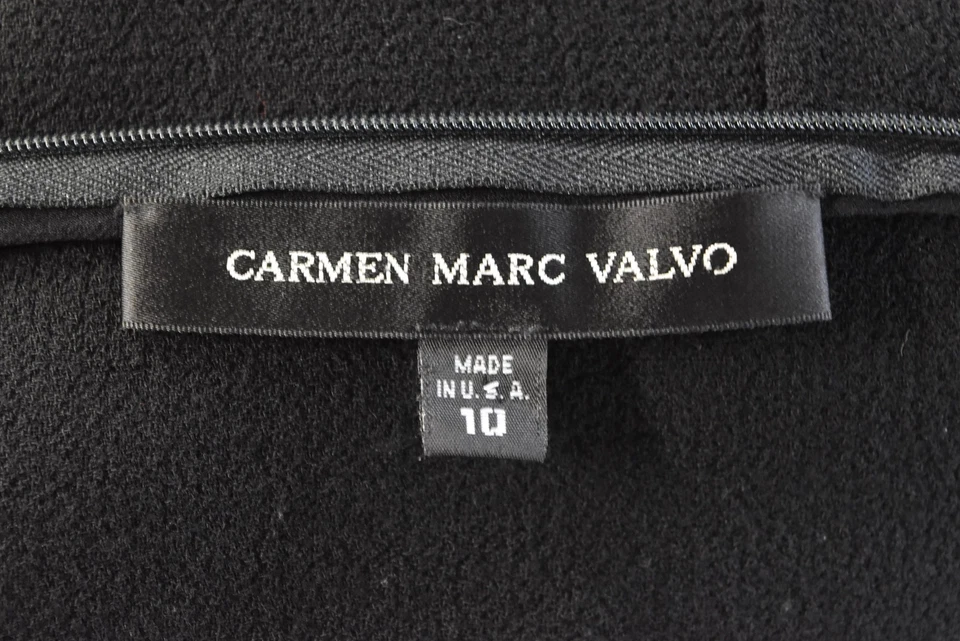 CARMEN MARC VALVO
MADE
IN U.S.A.
10